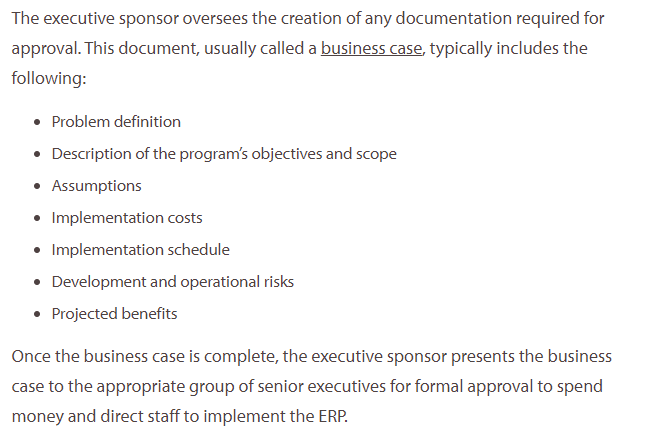 The executive sponsor oversees the creation of any documentation required for
approval. This document, usually called a business case, typically includes the
following:
• Problem definition
• Description of the program’s objectives and scope
• Assumptions
• Implementation costs
• Implementation schedule
• Development and operational risks
• Projected benefits
Once the business case is complete, the executive sponsor presents the business
case to the appropriate group of senior executives for formal approval to spend
money and direct staff to implement the ERP.